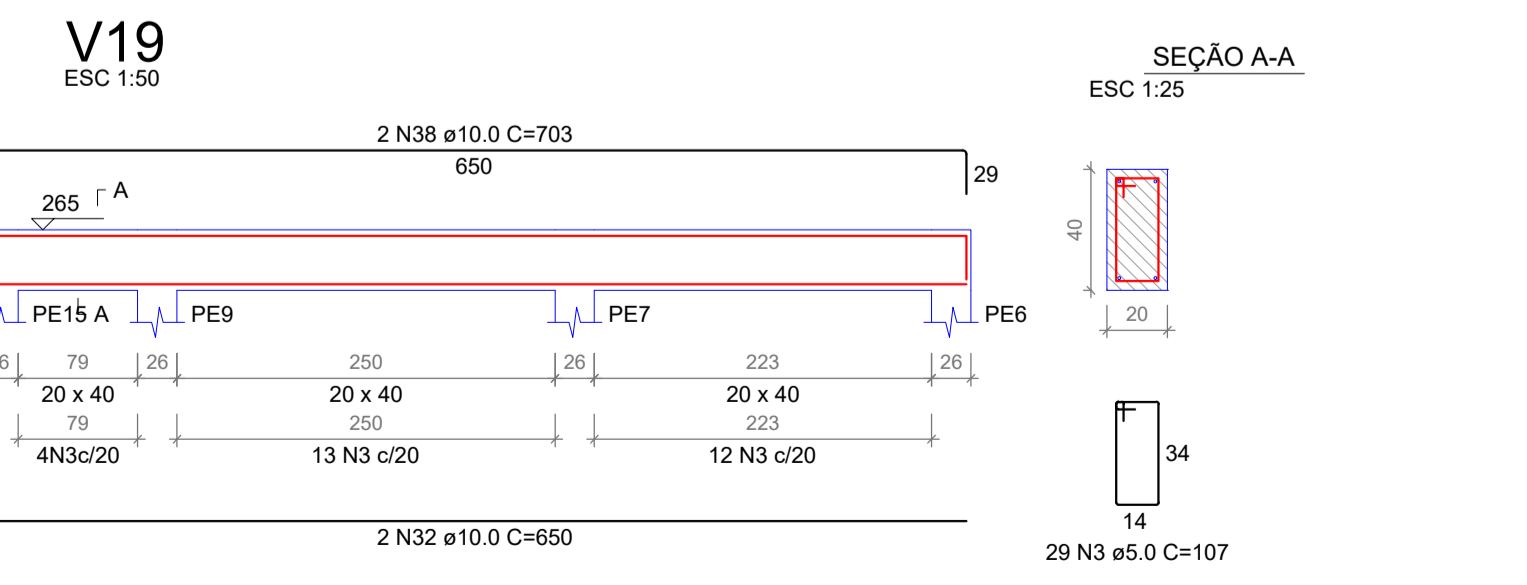 V19
ESC 1:50
SEÇÃO A-A
ESC 1:25
2 N38 ø10.0 C=703
650
29
265
A
40
20
PE15 A
PE9
PE7
PE6
6 79 26 250 26 223 26
20 x 40 20 x 40 20 x 40
79 250 223
4N3c/20 13 N3 c/20 12 N3 c/20
34
14
2 N32 ø10.0 C=650
29 N3 ø5.0 C=107